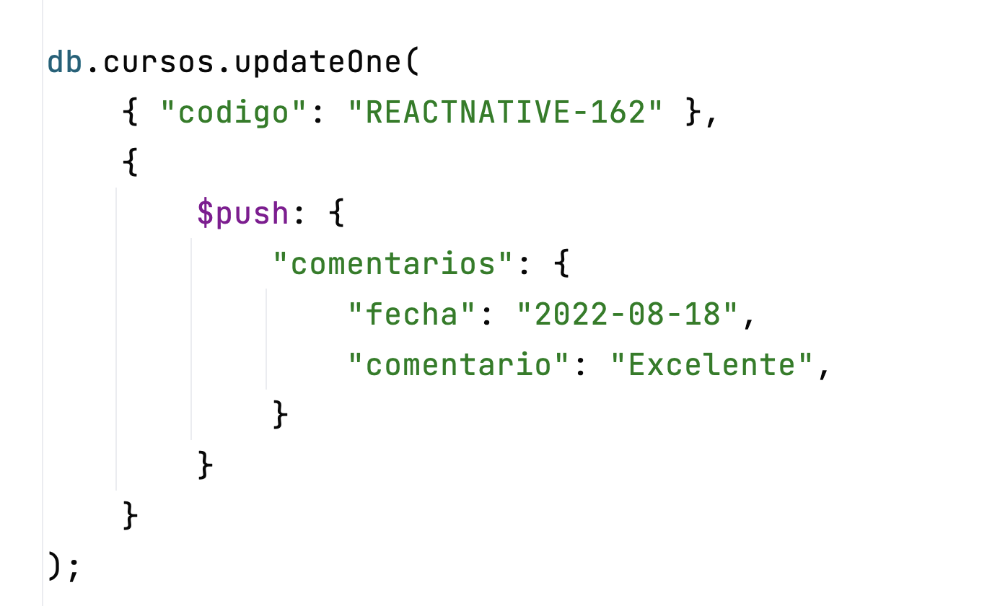 db.cursos.updateOne(
    { "codigo": "REACTNATIVE-162" },
    {
        $push: {
            "comentarios": {
                "fecha": "2022-08-18",
                "comentario": "Excelente",
            }
        }
    }
);